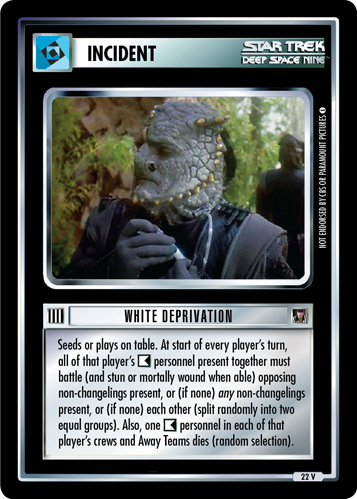 INCIDENT
STAR TREK
DEEP SPACE NINE
NOT ENDORSED BY CBS OR PARAMOUNT PICTURES
WHITE DEPRIVATION
Seeds or plays on table. At start of every player's turn,
all of that player's personnel present together must
battle (and stun or mortally wound when able) opposing
non-changelings present, or (if none) any non-changelings
present, or (if none) each other (split randomly into two
equal groups). Also, one personnel in each of that
player's crews and Away Teams dies (random selection).
22 V